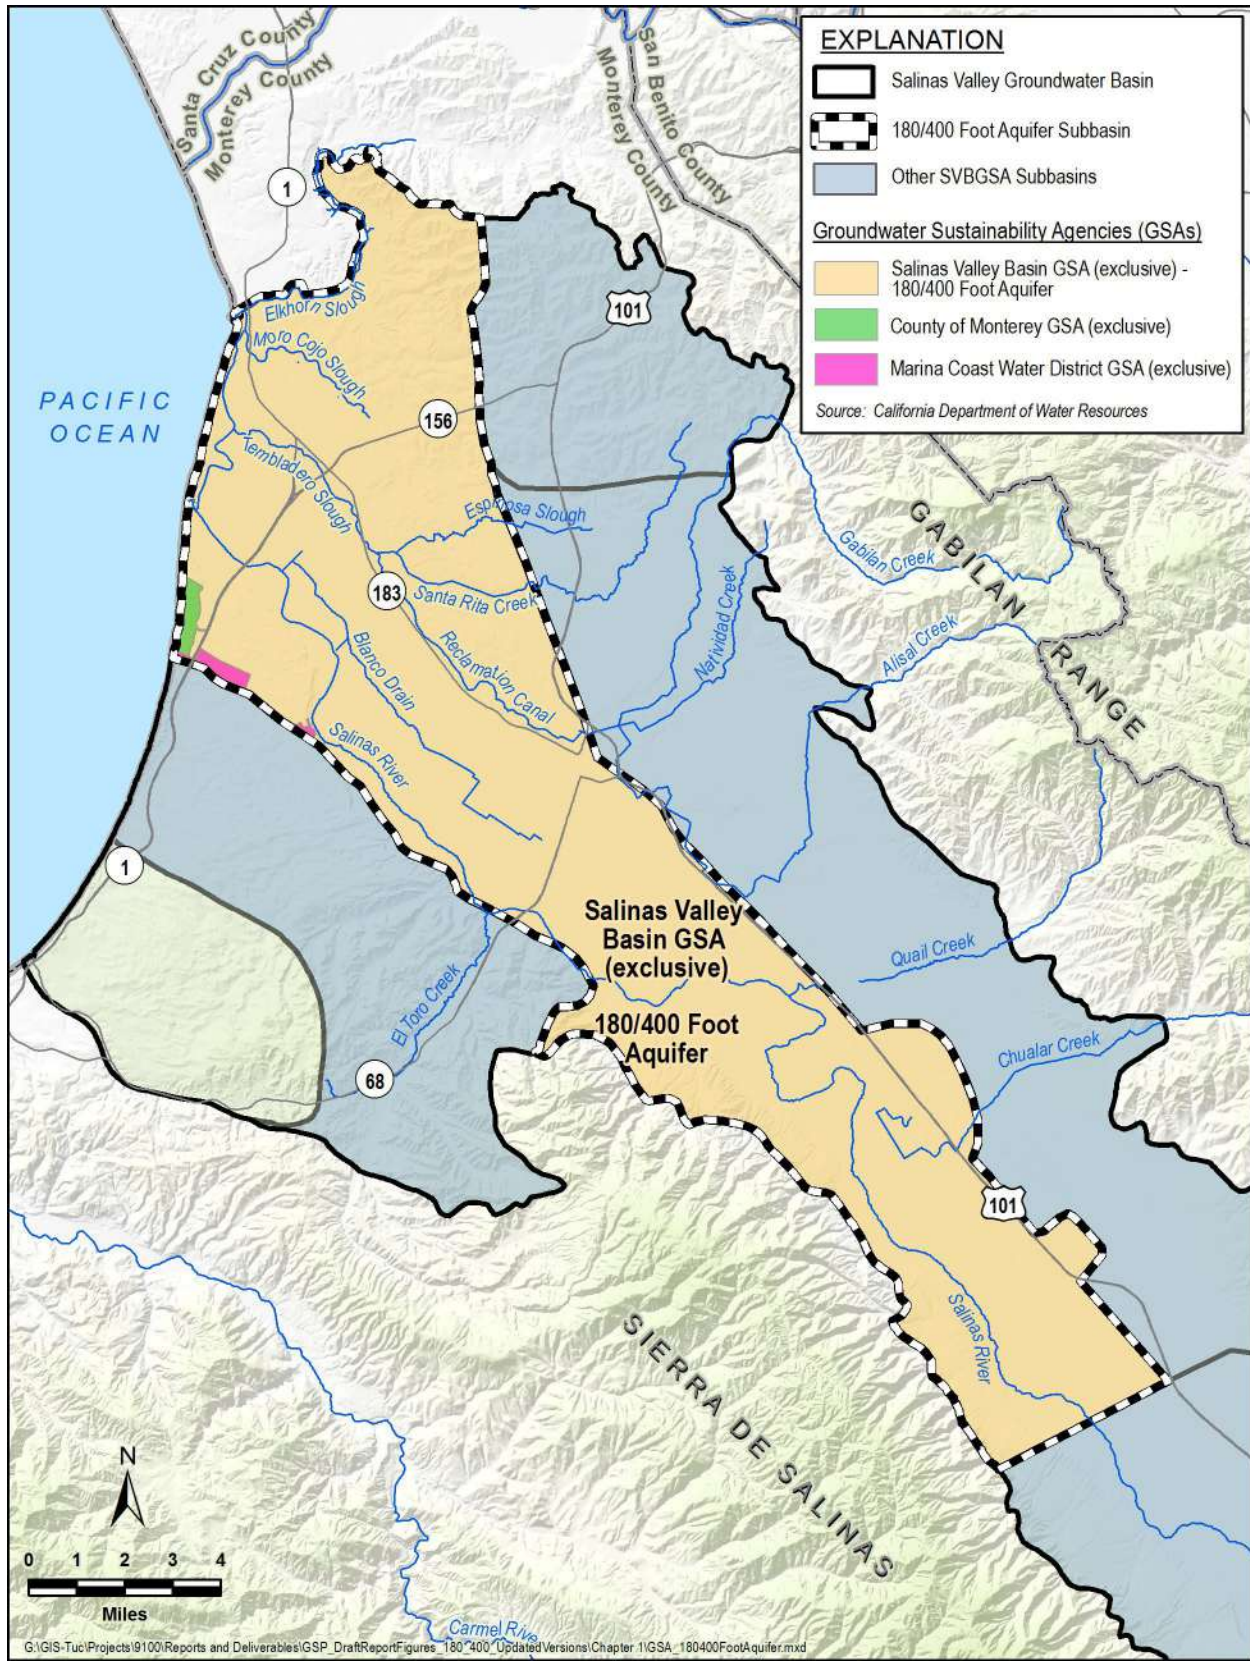 EXPLANATION
Salinas Valley Groundwater Basin
180/400 Foot Aquifer Subbasin
Other SVBGSA Subbasins
Groundwater Sustainability Agencies (GSAs)
Salinas Valley Basin GSA (exclusive) -
180/400 Foot Aquifer
County of Monterey GSA (exclusive)
Marina Coast Water District GSA (exclusive)
Source: California Department of Water Resources
Santa Cruz County
Monterey County
San Benito County
Monterey County
1
101
Elkhorn Slough
Moro Cojo Slough
PACIFIC
OCEAN
156
Tembladero Slough
Espinosa Slough
GABILAN
RANGE
Gabilan Creek
183
Santa Rita Creek
Natividad Creek
Alisal Creek
Blanco Drain
Reclamation Canal
Salinas River
1
Salinas Valley
Basin GSA
(exclusive)
180/400 Foot
Aquifer
Quail Creek
El Toro Creek
Chualar Creek
68
101
Salinas River
SIERRA DE SALINAS
N
0 1 2 3 4
Miles
Carmel River
G:\GIS-Tuc\Projects\9100\Reports and Deliverables\GSP_DraftReportFigures_180_400_UpdatedVersions\Chapter 1\GSA_180400FootAquifer.mxd